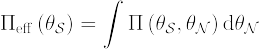 Π_eff (θ_𝒮) = ∫ Π (θ_𝒮, θ_𝒩) dθ_𝒩